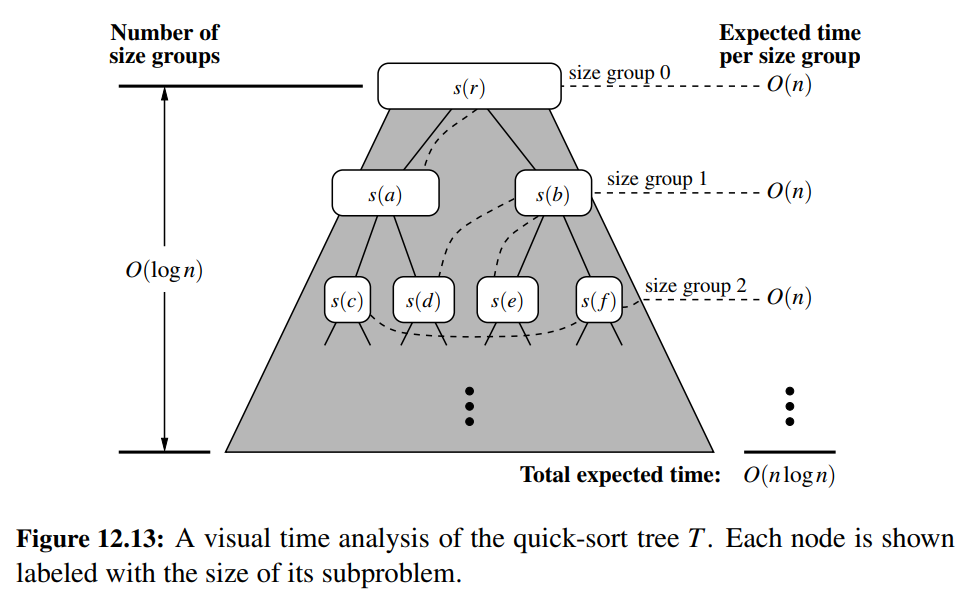 Number of
size groups
Expected time
per size group
s(r)
size group 0
O(n)
s(a)
s(b)
size group 1
O(n)
O(log n)
s(c)
s(d)
s(e)
s(f)
size group 2
O(n)
Total expected time:
O(n log n)
Figure 12.13: A visual time analysis of the quick-sort tree T. Each node is shown
labeled with the size of its subproblem.